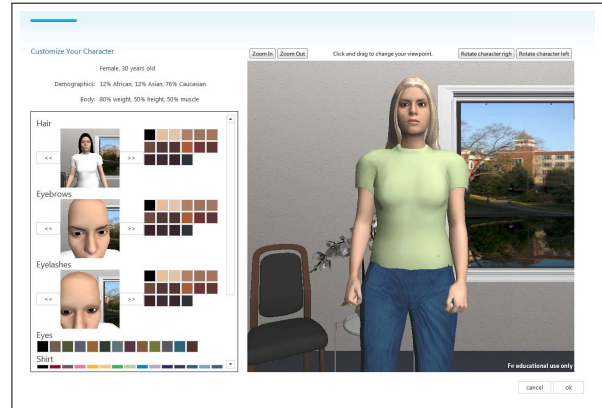 Customize Your Character
Female, 30 years old
Demographics: 12% African, 12% Asian, 76% Caucasian
Body: 80% weight, 50% height, 50% muscle
Hair
<< >>
Eyebrows
<< >>
Eyelashes
<< >>
Eyes
Shirt
Zoom In Zoom Out Click and drag to change your viewpoint. Rotate character righ Rotate character left
Fr educational use only
cancel ok